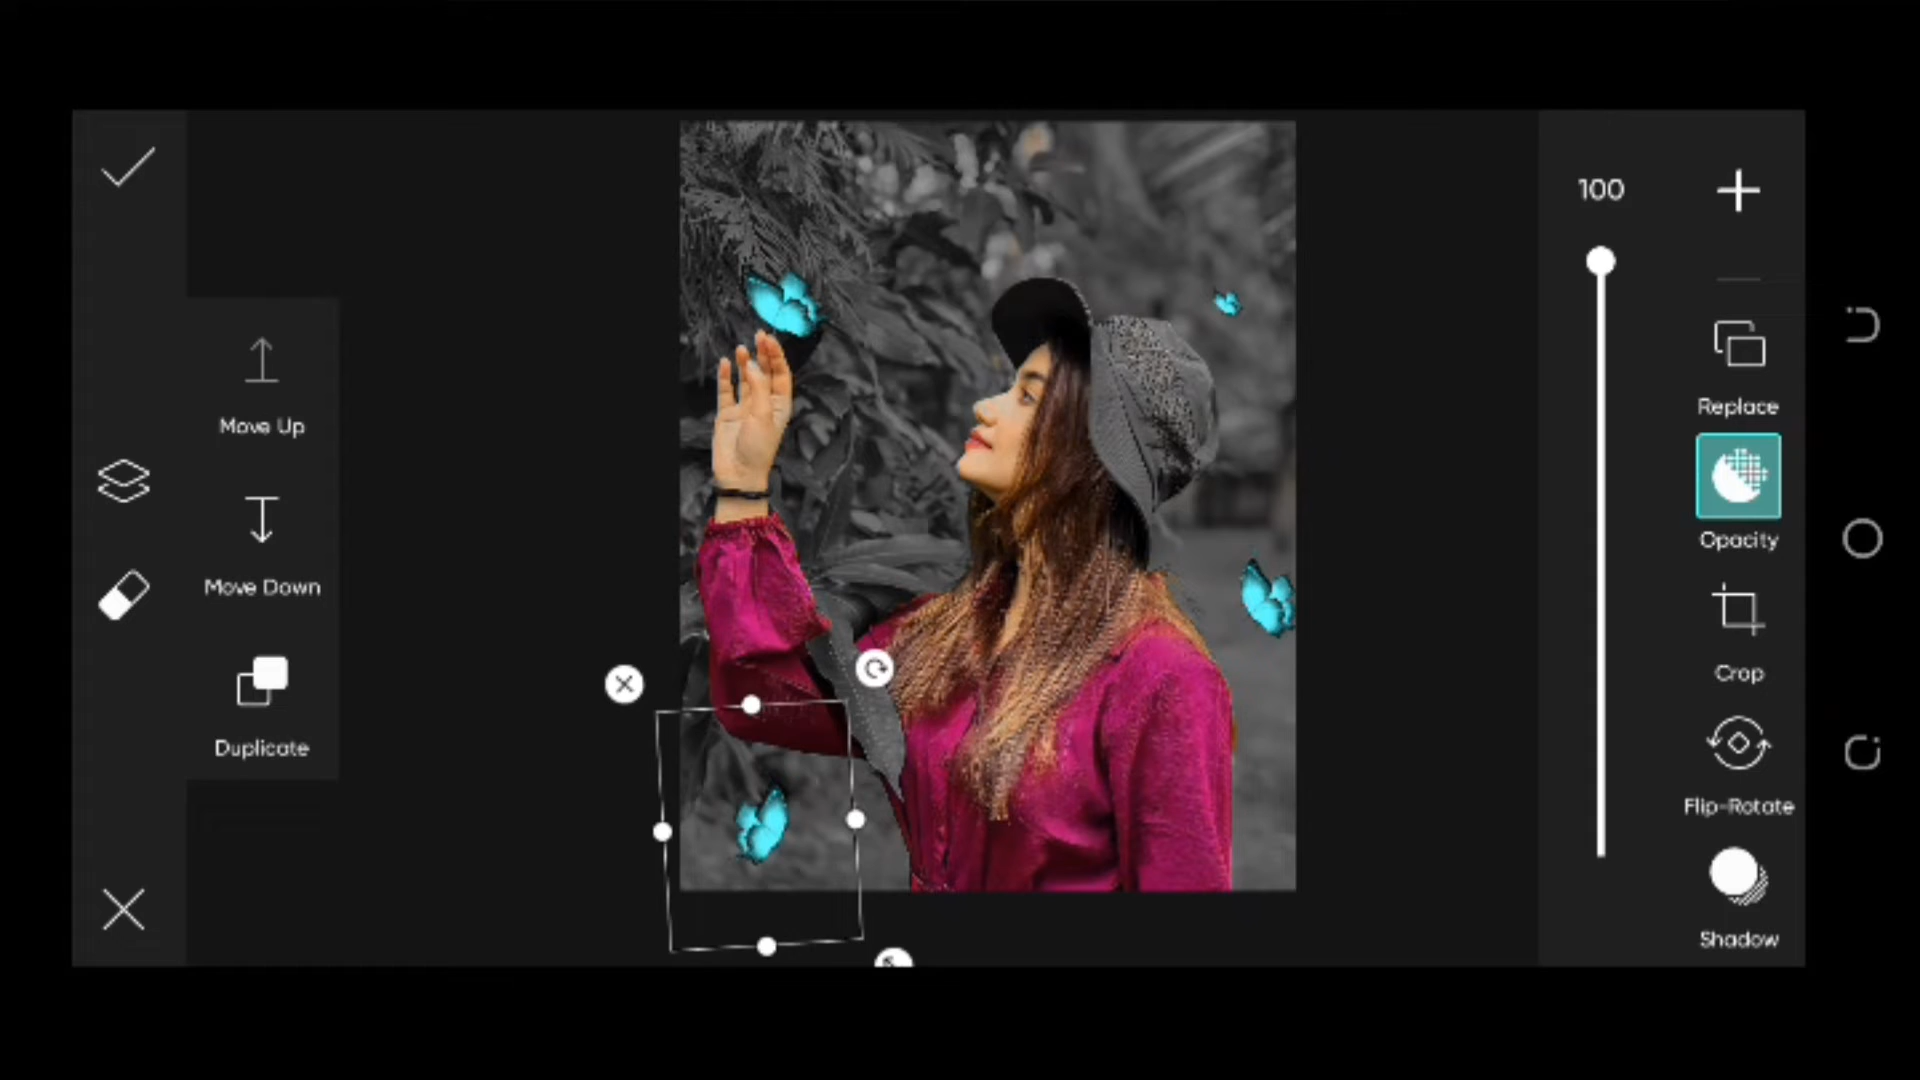 Move Up
Move Down
Duplicate
100
Replace
Opacity
Crop
Flip-Rotate
Shadow